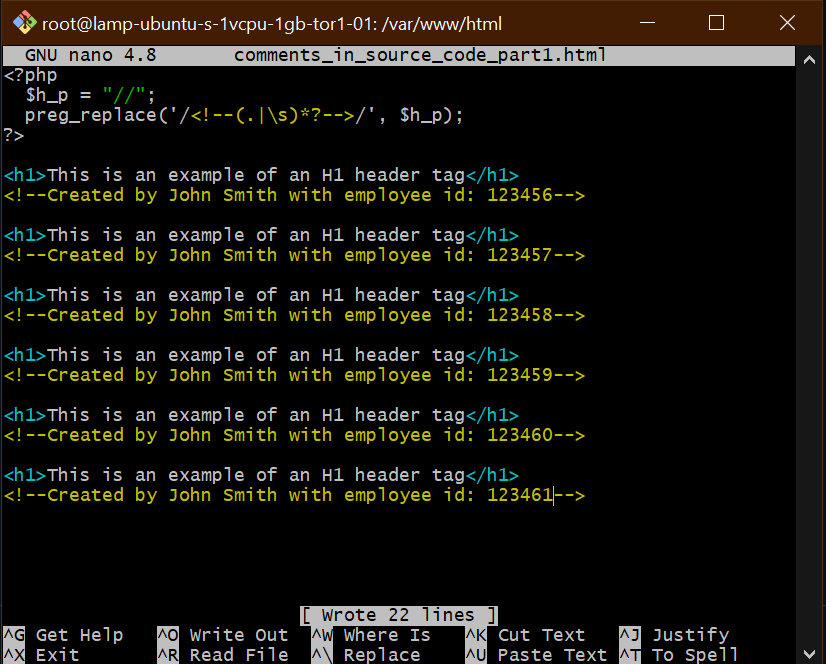 root@lamp-ubuntu-s-1vcpu-1gb-tor1-01: /var/www/html
GNU nano 4.8 comments_in_source_code_part1.html
<?php
  $h_p = "//";
  preg_replace('/<!--(.|\s)*?-->/', $h_p);
?>
<h1>This is an example of an H1 header tag</h1>
<!--Created by John Smith with employee id: 123456-->
<h1>This is an example of an H1 header tag</h1>
<!--Created by John Smith with employee id: 123457-->
<h1>This is an example of an H1 header tag</h1>
<!--Created by John Smith with employee id: 123458-->
<h1>This is an example of an H1 header tag</h1>
<!--Created by John Smith with employee id: 123459-->
<h1>This is an example of an H1 header tag</h1>
<!--Created by John Smith with employee id: 123460-->
<h1>This is an example of an H1 header tag</h1>
<!--Created by John Smith with employee id: 123461-->
[ Wrote 22 lines ]
^G Get Help ^O Write Out ^W Where Is ^K Cut Text ^J Justify
^X Exit ^R Read File ^\ Replace ^U Paste Text ^T To Spell